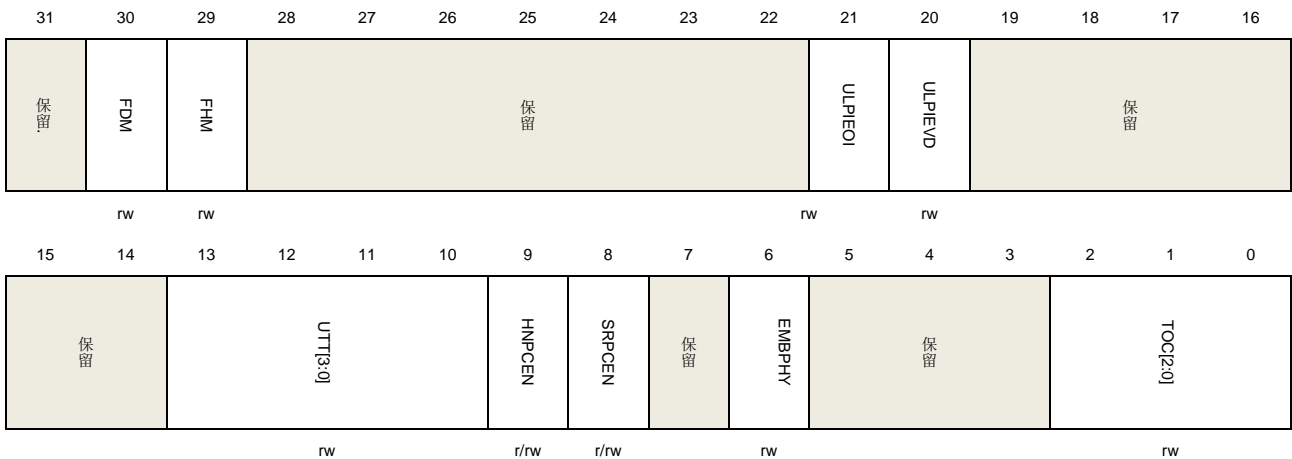 31 30 29 28 27 26 25 24 23 22 21 20 19 18 17 16
保留. FDM FHM 保留 ULPIEOI ULPIEVD 保留
rw rw rw rw
15 14 13 12 11 10 9 8 7 6 5 4 3 2 1 0
保留 UTT[3:0] HNPCEN SRPCEN 保留 EMBPHY 保留 TOC[2:0]
rw r/rw r/rw rw rw